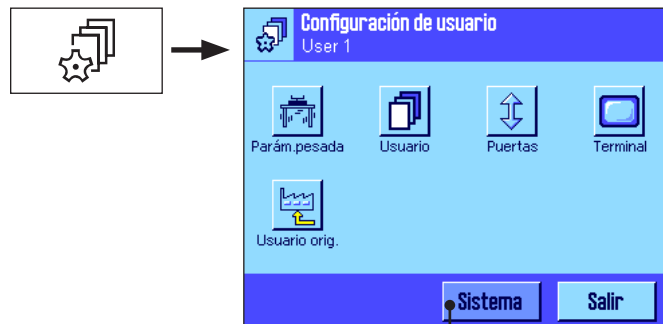 Configuración de usuario
User 1
Parám.pesada
Usuario
Puertas
Terminal
Usuario orig.
Sistema
Salir